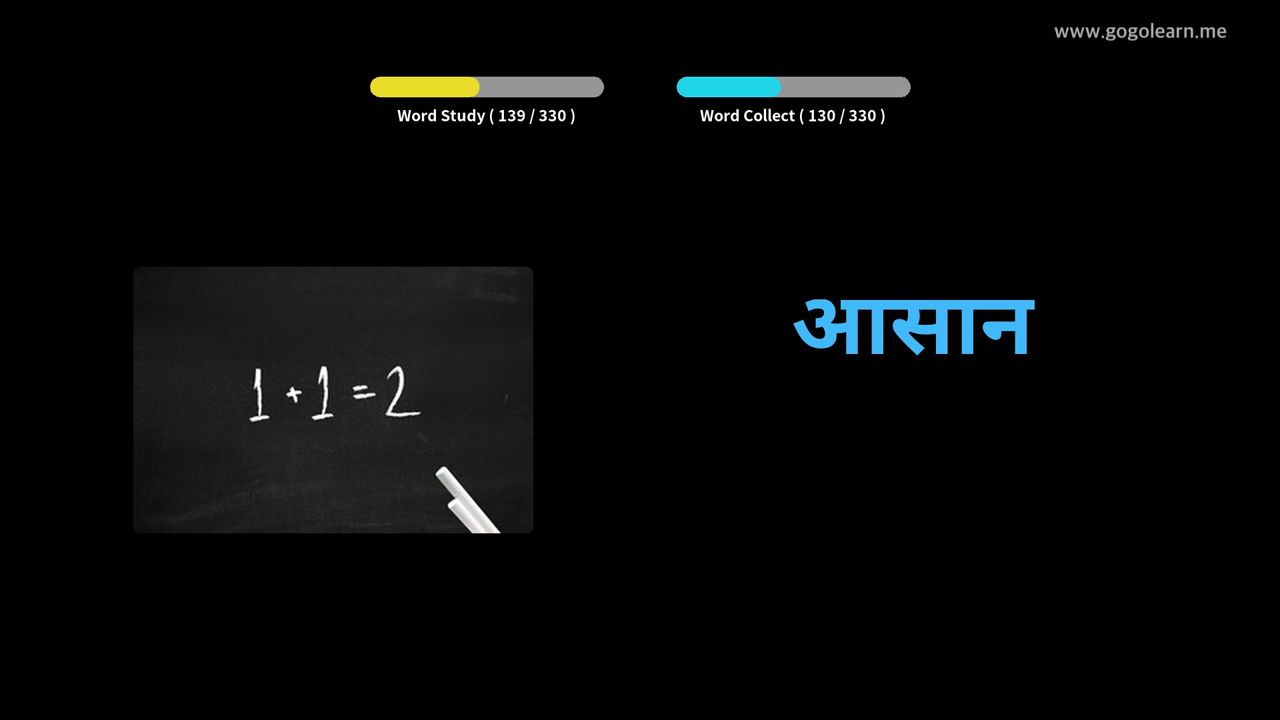 www.gogolearn.me
Word Study ( 139 / 330 )
Word Collect ( 130 / 330 )
आसान
1 + 1 = 2